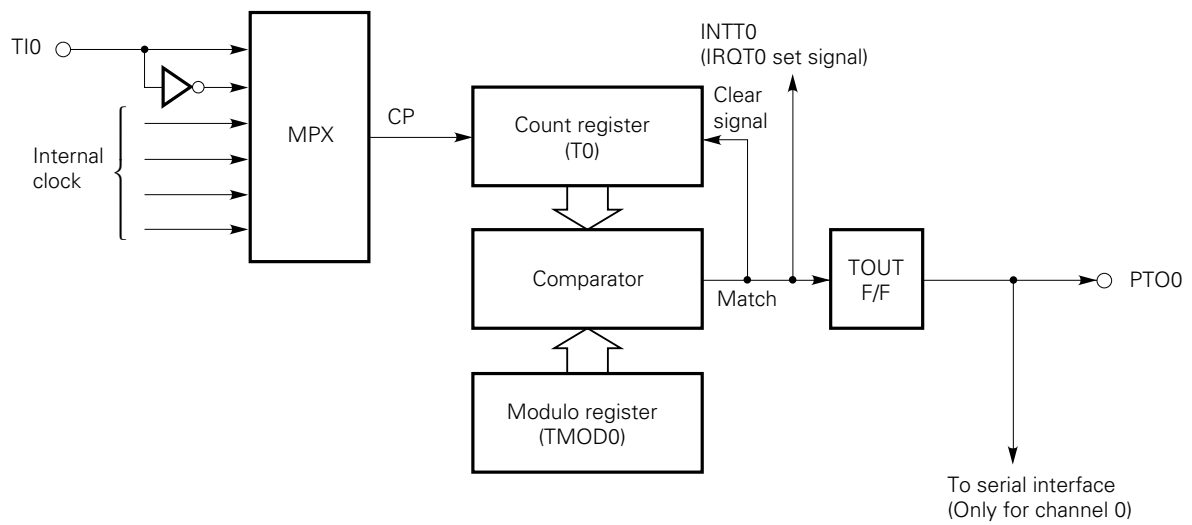 INTT0
(IRQT0 set signal)
TI0
Clear
signal
MPX
CP
Count register
(T0)
Internal
clock
Comparator
Match
TOUT
F/F
PTO0
Modulo register
(TMOD0)
To serial interface
(Only for channel 0)